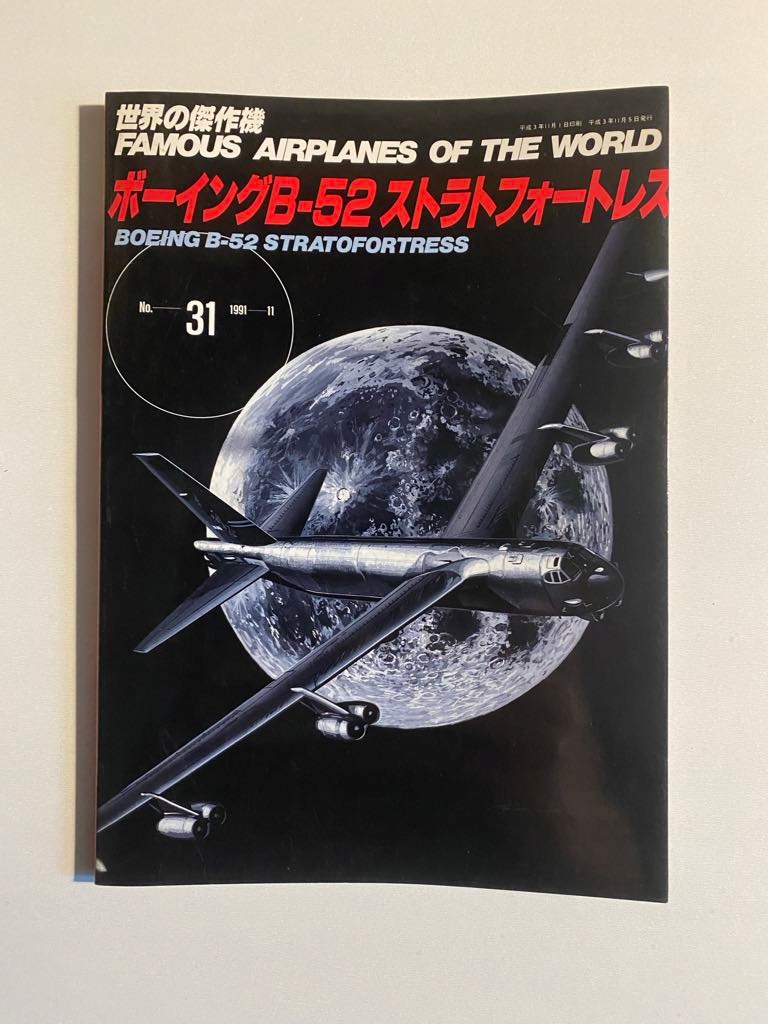 平成3年11月1日印刷 平成3年11月5日発行
世界の傑作機
FAMOUS AIRPLANES OF THE WORLD
ボーイングB-52 ストラトフォートレス
BOEING B-52 STRATOFORTRESS
No.—31 1991—11